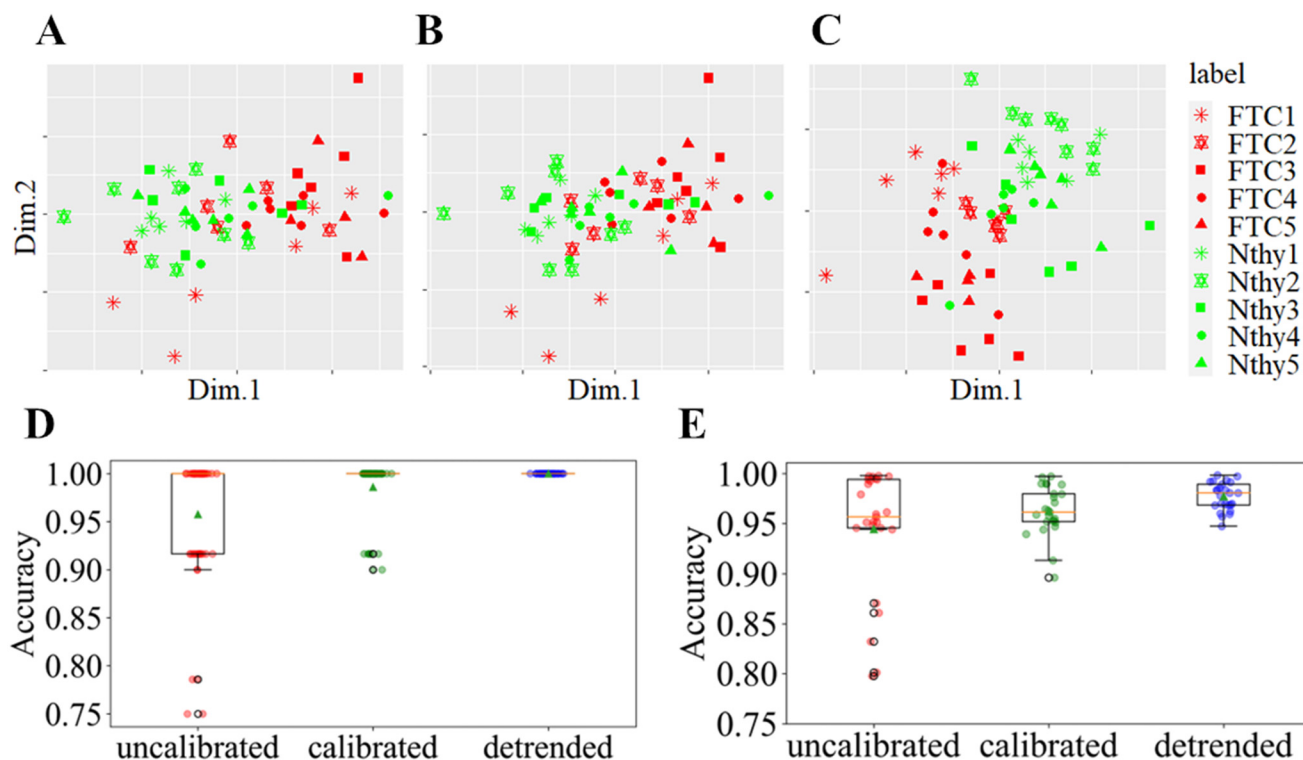 A
B
C
Dim.2
Dim.1
Dim.1
Dim.1
label
FTC1
FTC2
FTC3
FTC4
FTC5
Nthy1
Nthy2
Nthy3
Nthy4
Nthy5
D
Accuracy
1.00
0.95
0.90
0.85
0.80
0.75
uncalibrated calibrated detrended
E
Accuracy
1.00
0.95
0.90
0.85
0.80
0.75
uncalibrated calibrated detrended